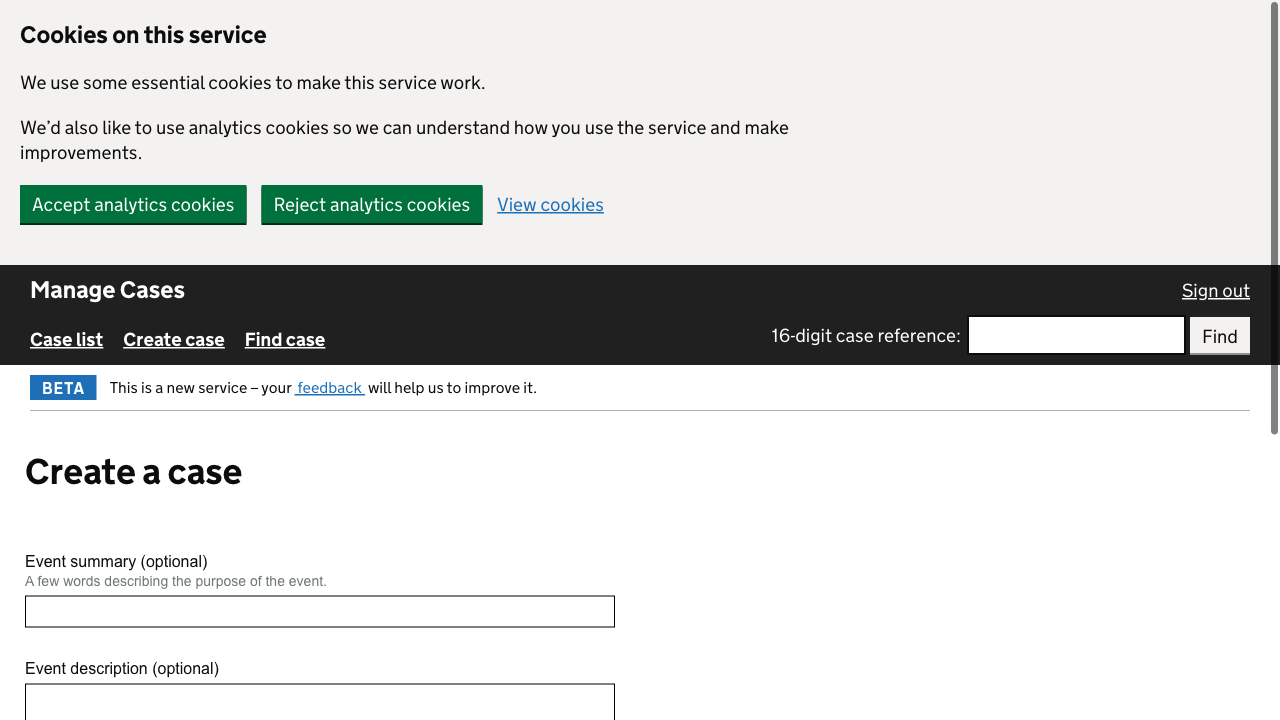 Cookies on this service
We use some essential cookies to make this service work.
We’d also like to use analytics cookies so we can understand how you use the service and make
improvements.
Accept analytics cookies Reject analytics cookies View cookies
Manage Cases Sign out
Case list Create case Find case 16-digit case reference: Find
BETA This is a new service – your feedback will help us to improve it.
Create a case
Event summary (optional)
A few words describing the purpose of the event.
Event description (optional)